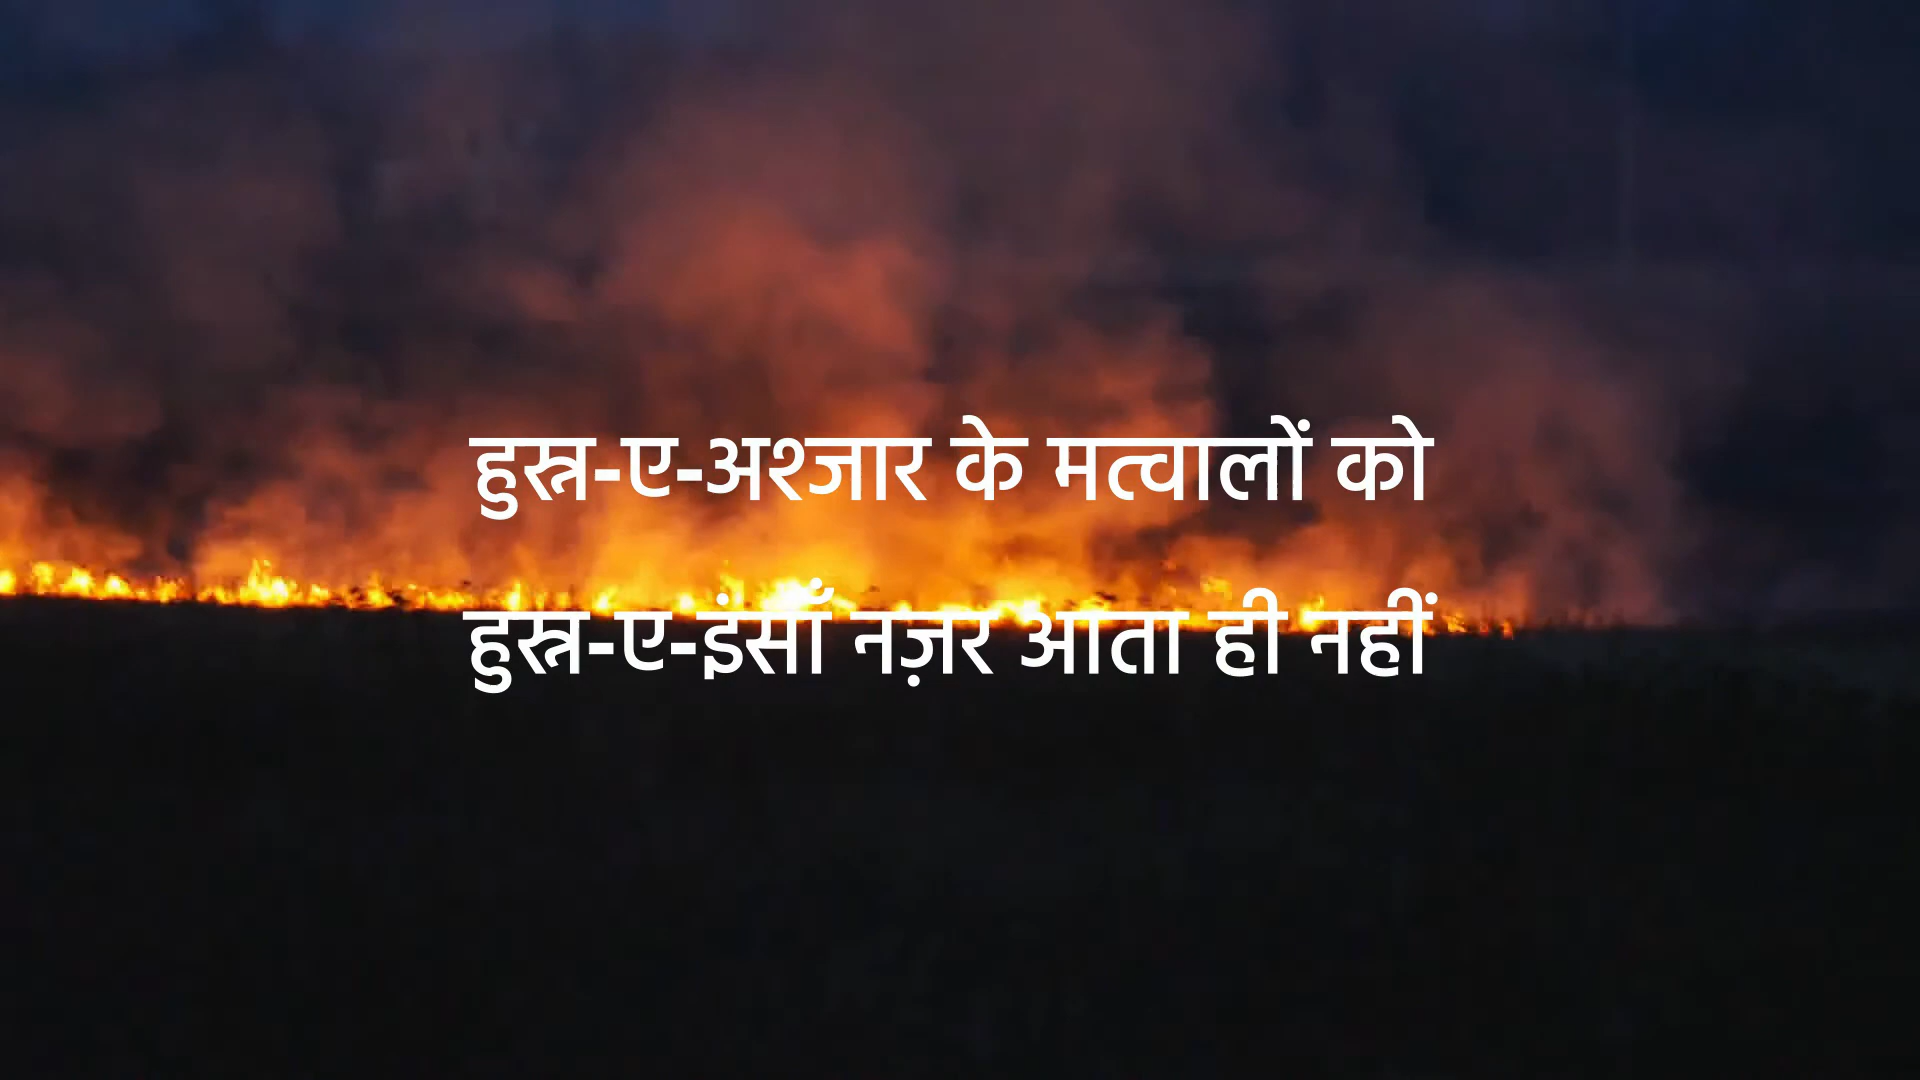 हुस्न-ए-अश्जार के मत्वालों को
हुस्न-ए-इंसाँ नज़र आता ही नहीं